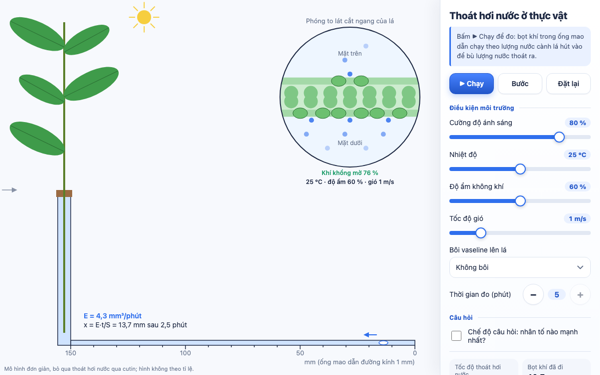 Phóng to lát cắt ngang của lá
Mặt trên
Mặt dưới
Khí khổng mở 76 %
25 °C · độ ẩm 60 % · gió 1 m/s
E = 4,3 mm³/phút
x = E·t/S = 13,7 mm sau 2,5 phút
150
100
50
0
mm (ống mao dẫn đường kính 1 mm)
Mô hình đơn giản, bỏ qua thoát hơi nước qua cutin; hình không theo tỉ lệ.
Thoát hơi nước ở thực vật
Bấm ▶ Chạy để đo: bọt khí trong ống mao
dẫn chạy theo lượng nước cành lá hút vào
để bù lượng nước thoát ra.
▶ Chạy
Bước
Đặt lại
Điều kiện môi trường
Cường độ ánh sáng
80 %
Nhiệt độ
25 °C
Độ ẩm không khí
60 %
Tốc độ gió
1 m/s
Bôi vaseline lên lá
Không bôi
Thời gian đo (phút)
−
5
+
Câu hỏi
Chế độ câu hỏi: nhân tố nào mạnh
nhất?
Tốc độ thoát hơi
Bọt khí đã đi